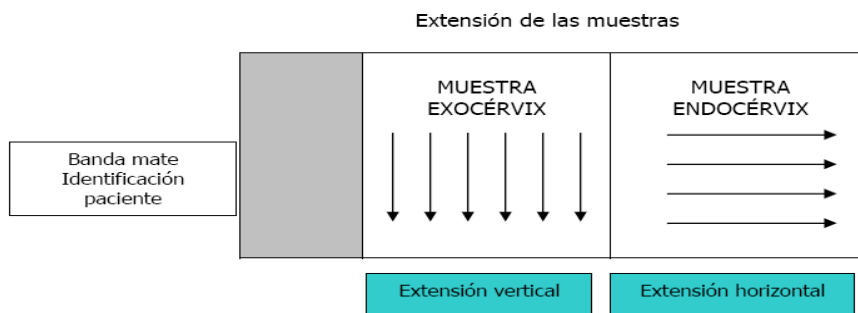 Extensión de las muestras
MUESTRA
EXOCÉRVIX
MUESTRA
ENDOCÉRVIX
Banda mate
Identificación
paciente
Extensión vertical
Extensión horizontal